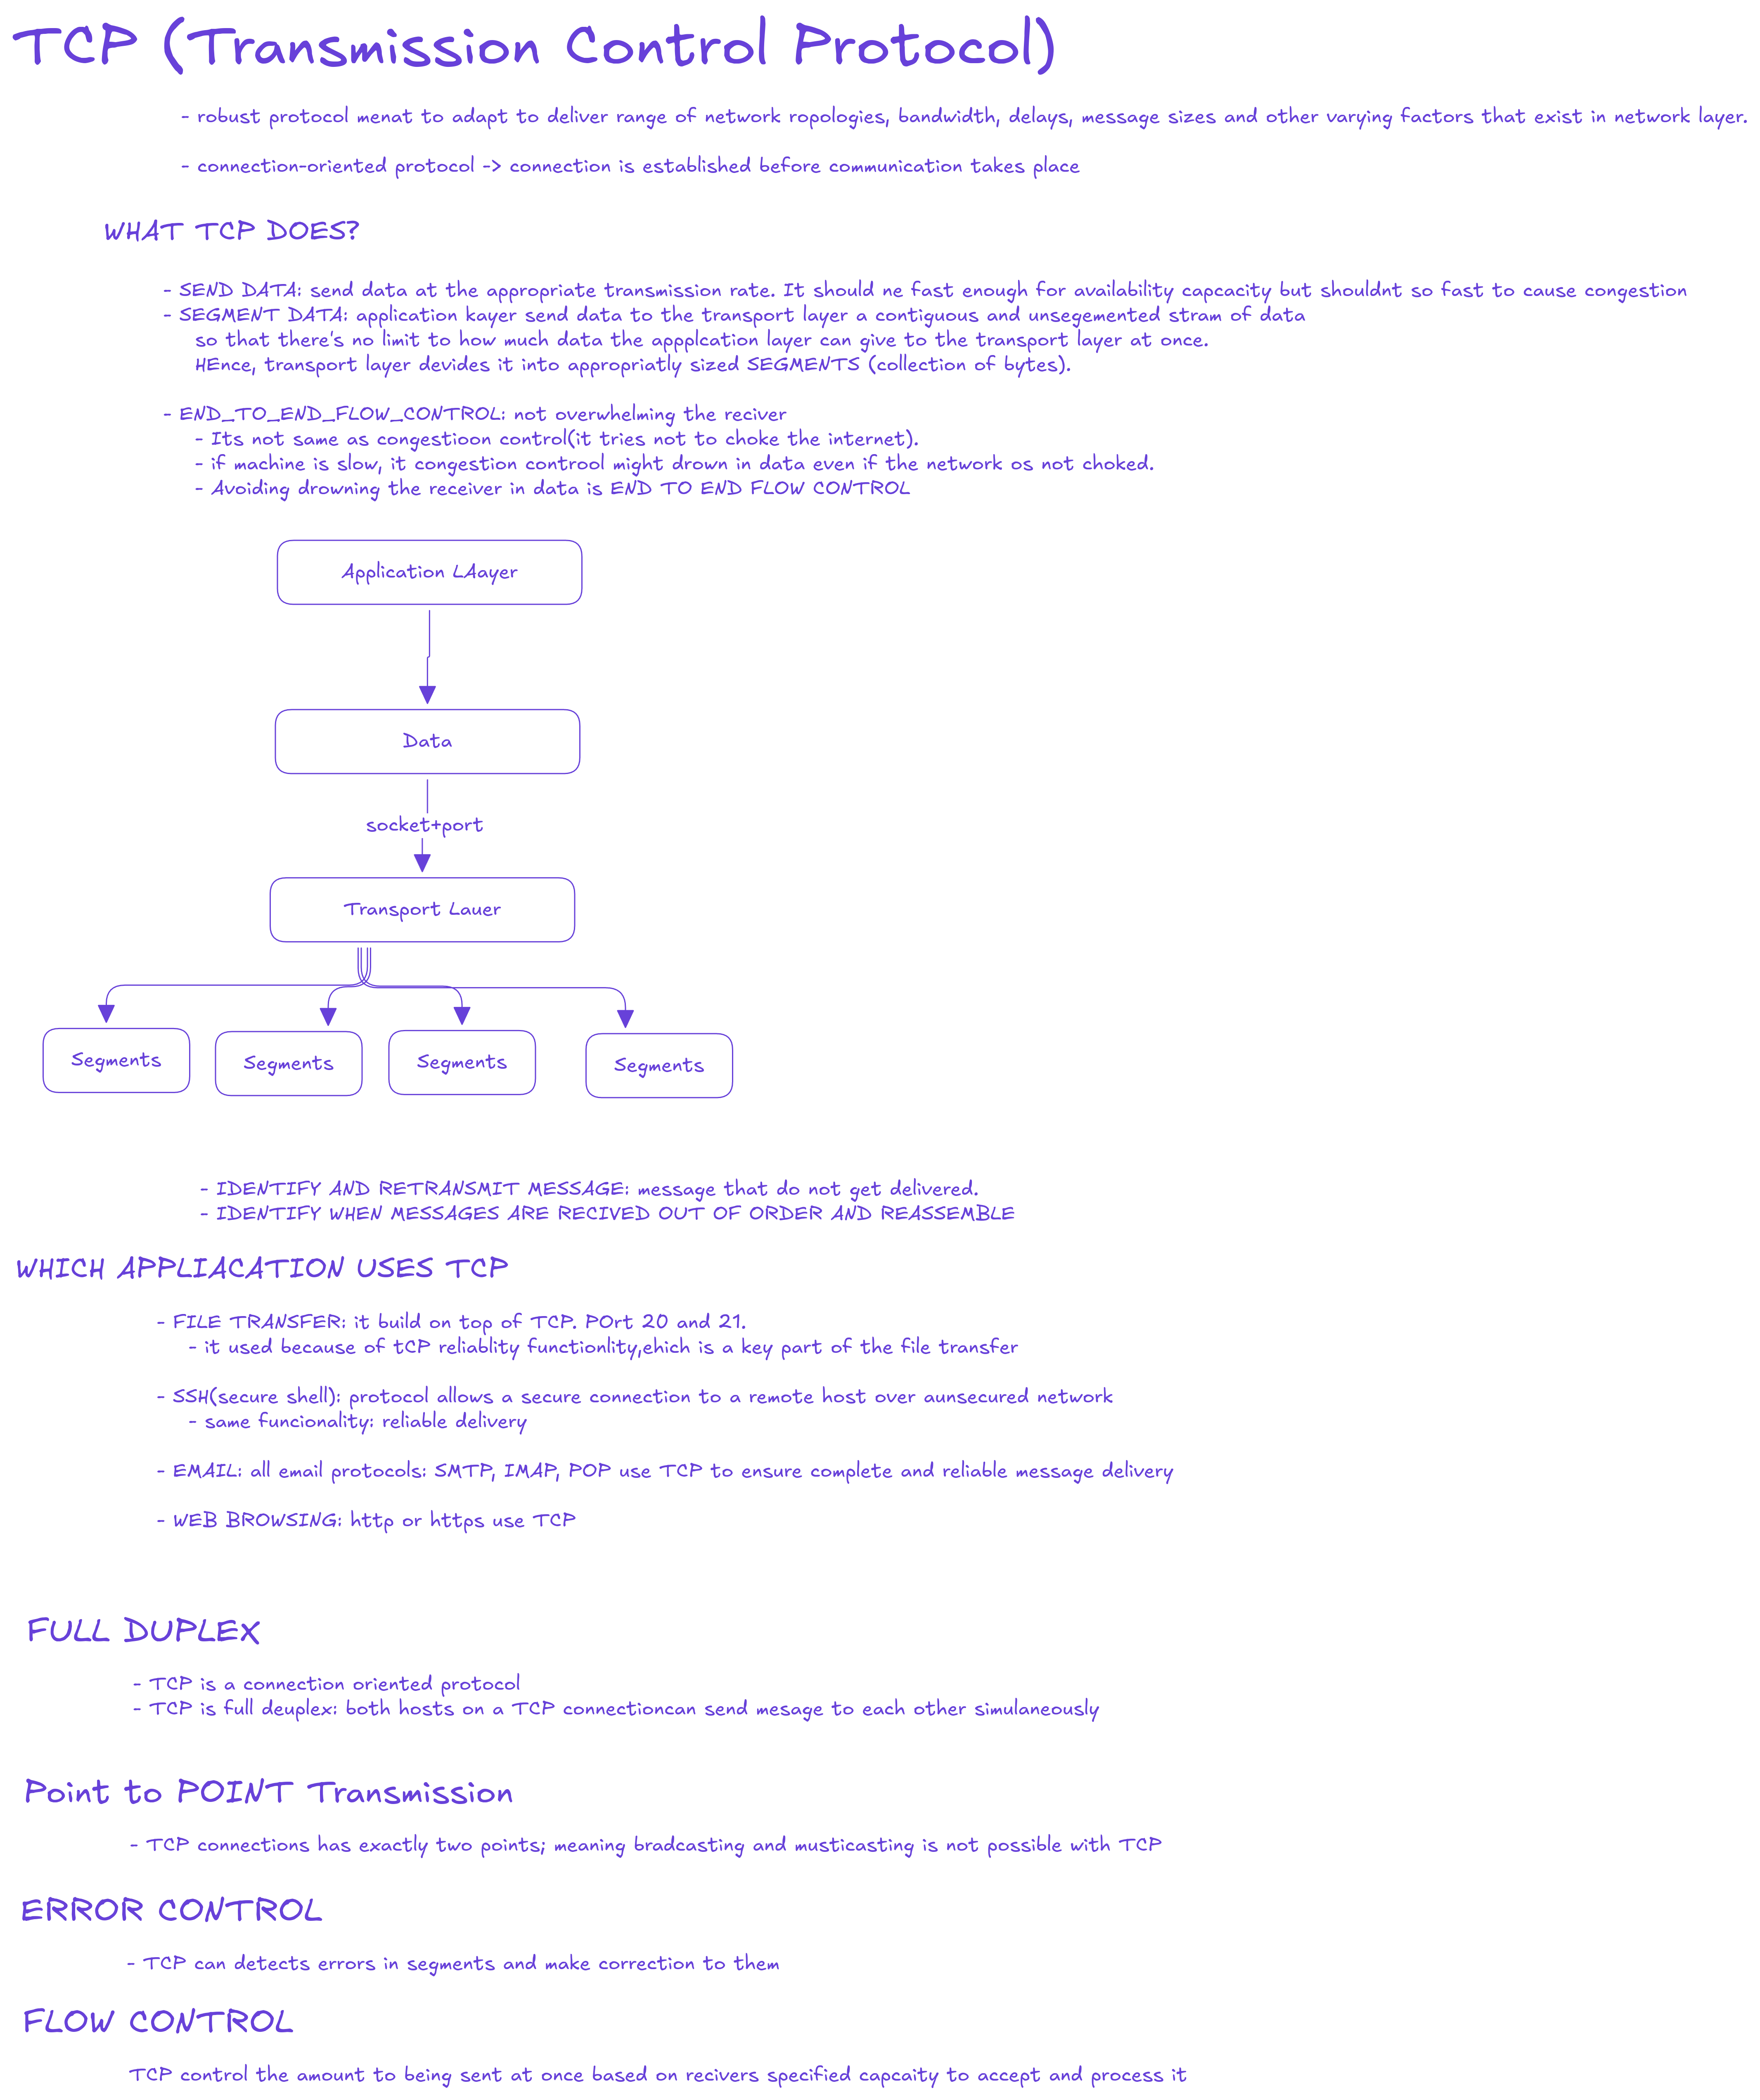 TCP (Transmission Control Protocol)
- robust protocol menat to adapt to deliver range of network ropologies, bandwidth, delays, message sizes and other varying factors that exist in network layer.
- connection-oriented protocol -> connection is established before communication takes place
WHAT TCP DOES?
- SEND DATA: send data at the appropriate transmission rate. It should ne fast enough for availability capcacity but shouldnt so fast to cause congestion
- SEGMENT DATA: application kayer send data to the transport layer a contiguous and unsegemented stram of data
so that there's no limit to how much data the appplcation layer can give to the transport layer at once.
HEnce, transport layer devides it into appropriatly sized SEGMENTS (collection of bytes).
- END_TO_END_FLOW_CONTROL: not overwhelming the reciver
- Its not same as congestioon control(it tries not to choke the internet).
- if machine is slow, it congestion controol might drown in data even if the network os not choked.
- Avoiding drowning the receiver in data is END TO END FLOW CONTROL
Application LAayer
Data
socket+port
Transport Lauer
Segments
Segments
Segments
Segments
- IDENTIFY AND RETRANSMIT MESSAGE: message that do not get delivered.
- IDENTIFY WHEN MESSAGES ARE RECIVED OUT OF ORDER AND REASSEMBLE
WHICH APPLIACATION USES TCP
- FILE TRANSFER: it build on top of TCP. POrt 20 and 21.
- it used because of tCP reliablity functionlity,ehich is a key part of the file transfer
- SSH(secure shell): protocol allows a secure connection to a remote host over aunsecured network
- same funcionality: reliable delivery
- EMAIL: all email protocols: SMTP, IMAP, POP use TCP to ensure complete and reliable message delivery
- WEB BROWSING: http or https use TCP
FULL DUPLEX
- TCP is a connection oriented protocol
- TCP is full deuplex: both hosts on a TCP connectioncan send mesage to each other simulaneously
Point to POINT Transmission
- TCP connections has exactly two points; meaning bradcasting and musticasting is not possible with TCP
ERROR CONTROL
- TCP can detects errors in segments and make correction to them
FLOW CONTROL
TCP control the amount to being sent at once based on recivers specified capcaity to accept and process it